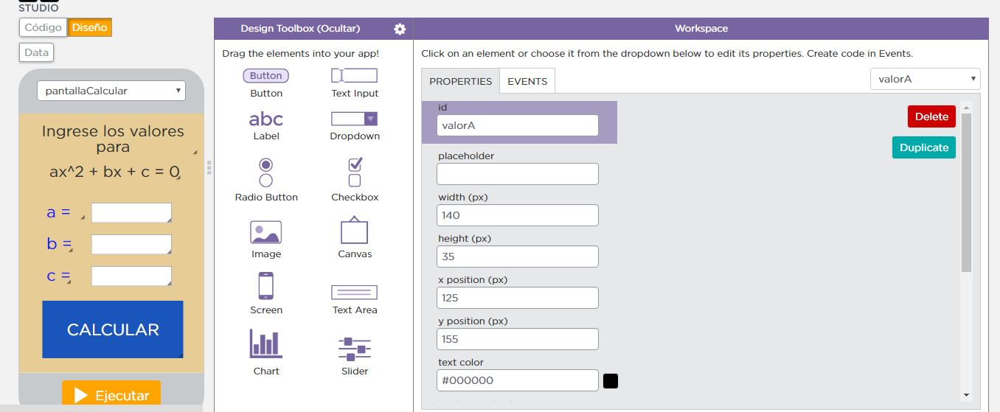 STUDIO
Código Diseño
Data
pantallaCalcular
Ingrese los valores
para
ax^2 + bx + c = 0
a =
b =
c =
CALCULAR
Ejecutar
Design Toolbox (Ocultar)
Drag the elements into your app!
Button
Button Text Input
abc
Label Dropdown
Radio Button Checkbox
Image Canvas
Screen Text Area
Chart Slider
Workspace
Click on an element or choose it from the dropdown below to edit its properties. Create code in Events.
PROPERTIES EVENTS valorA
id
valorA
Delete
Duplicate
placeholder
width (px)
140
height (px)
35
x position (px)
125
y position (px)
155
text color
#000000